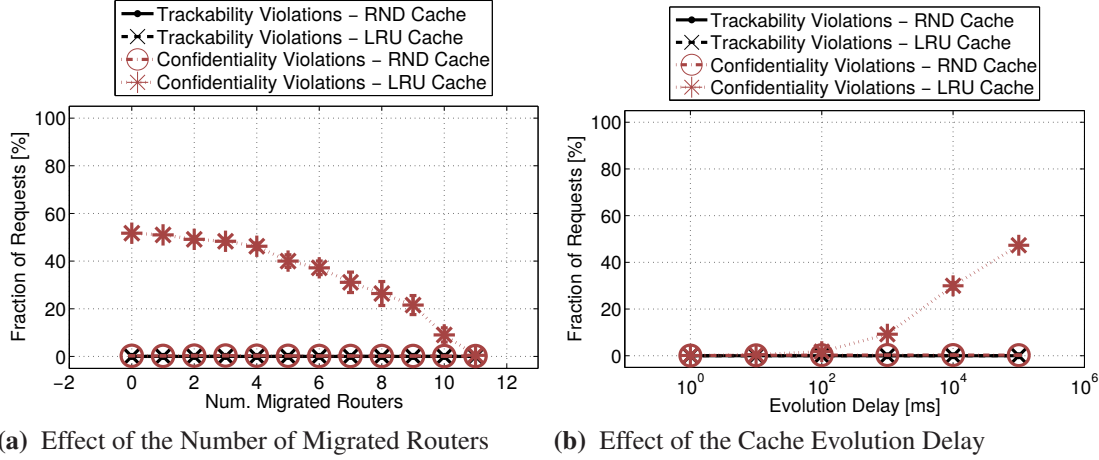 Trackability Violations − RND Cache
Trackability Violations − LRU Cache
Confidentiality Violations − RND Cache
Confidentiality Violations − LRU Cache
100
80
60
40
20
0
Fraction of Requests [%]
−2 0 2 4 6 8 10 12
Num. Migrated Routers
(a) Effect of the Number of Migrated Routers
Trackability Violations − RND Cache
Trackability Violations − LRU Cache
Confidentiality Violations − RND Cache
Confidentiality Violations − LRU Cache
100
80
60
40
20
0
Fraction of Requests [%]
10^0 10^2 10^4 10^6
Evolution Delay [ms]
(b) Effect of the Cache Evolution Delay